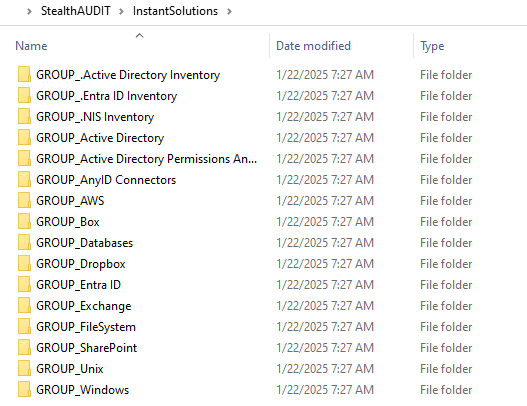 StealthAUDIT > InstantSolutions >
Name Date modified Type
GROUP_.Active Directory Inventory 1/22/2025 7:27 AM File folder
GROUP_.Entra ID Inventory 1/22/2025 7:27 AM File folder
GROUP_.NIS Inventory 1/22/2025 7:27 AM File folder
GROUP_Active Directory 1/22/2025 7:27 AM File folder
GROUP_Active Directory Permissions An... 1/22/2025 7:27 AM File folder
GROUP_AnyID Connectors 1/22/2025 7:27 AM File folder
GROUP_AWS 1/22/2025 7:27 AM File folder
GROUP_Box 1/22/2025 7:27 AM File folder
GROUP_Databases 1/22/2025 7:27 AM File folder
GROUP_Dropbox 1/22/2025 7:27 AM File folder
GROUP_Entra ID 1/22/2025 7:27 AM File folder
GROUP_Exchange 1/22/2025 7:27 AM File folder
GROUP_FileSystem 1/22/2025 7:27 AM File folder
GROUP_SharePoint 1/22/2025 7:27 AM File folder
GROUP_Unix 1/22/2025 7:27 AM File folder
GROUP_Windows 1/22/2025 7:27 AM File folder